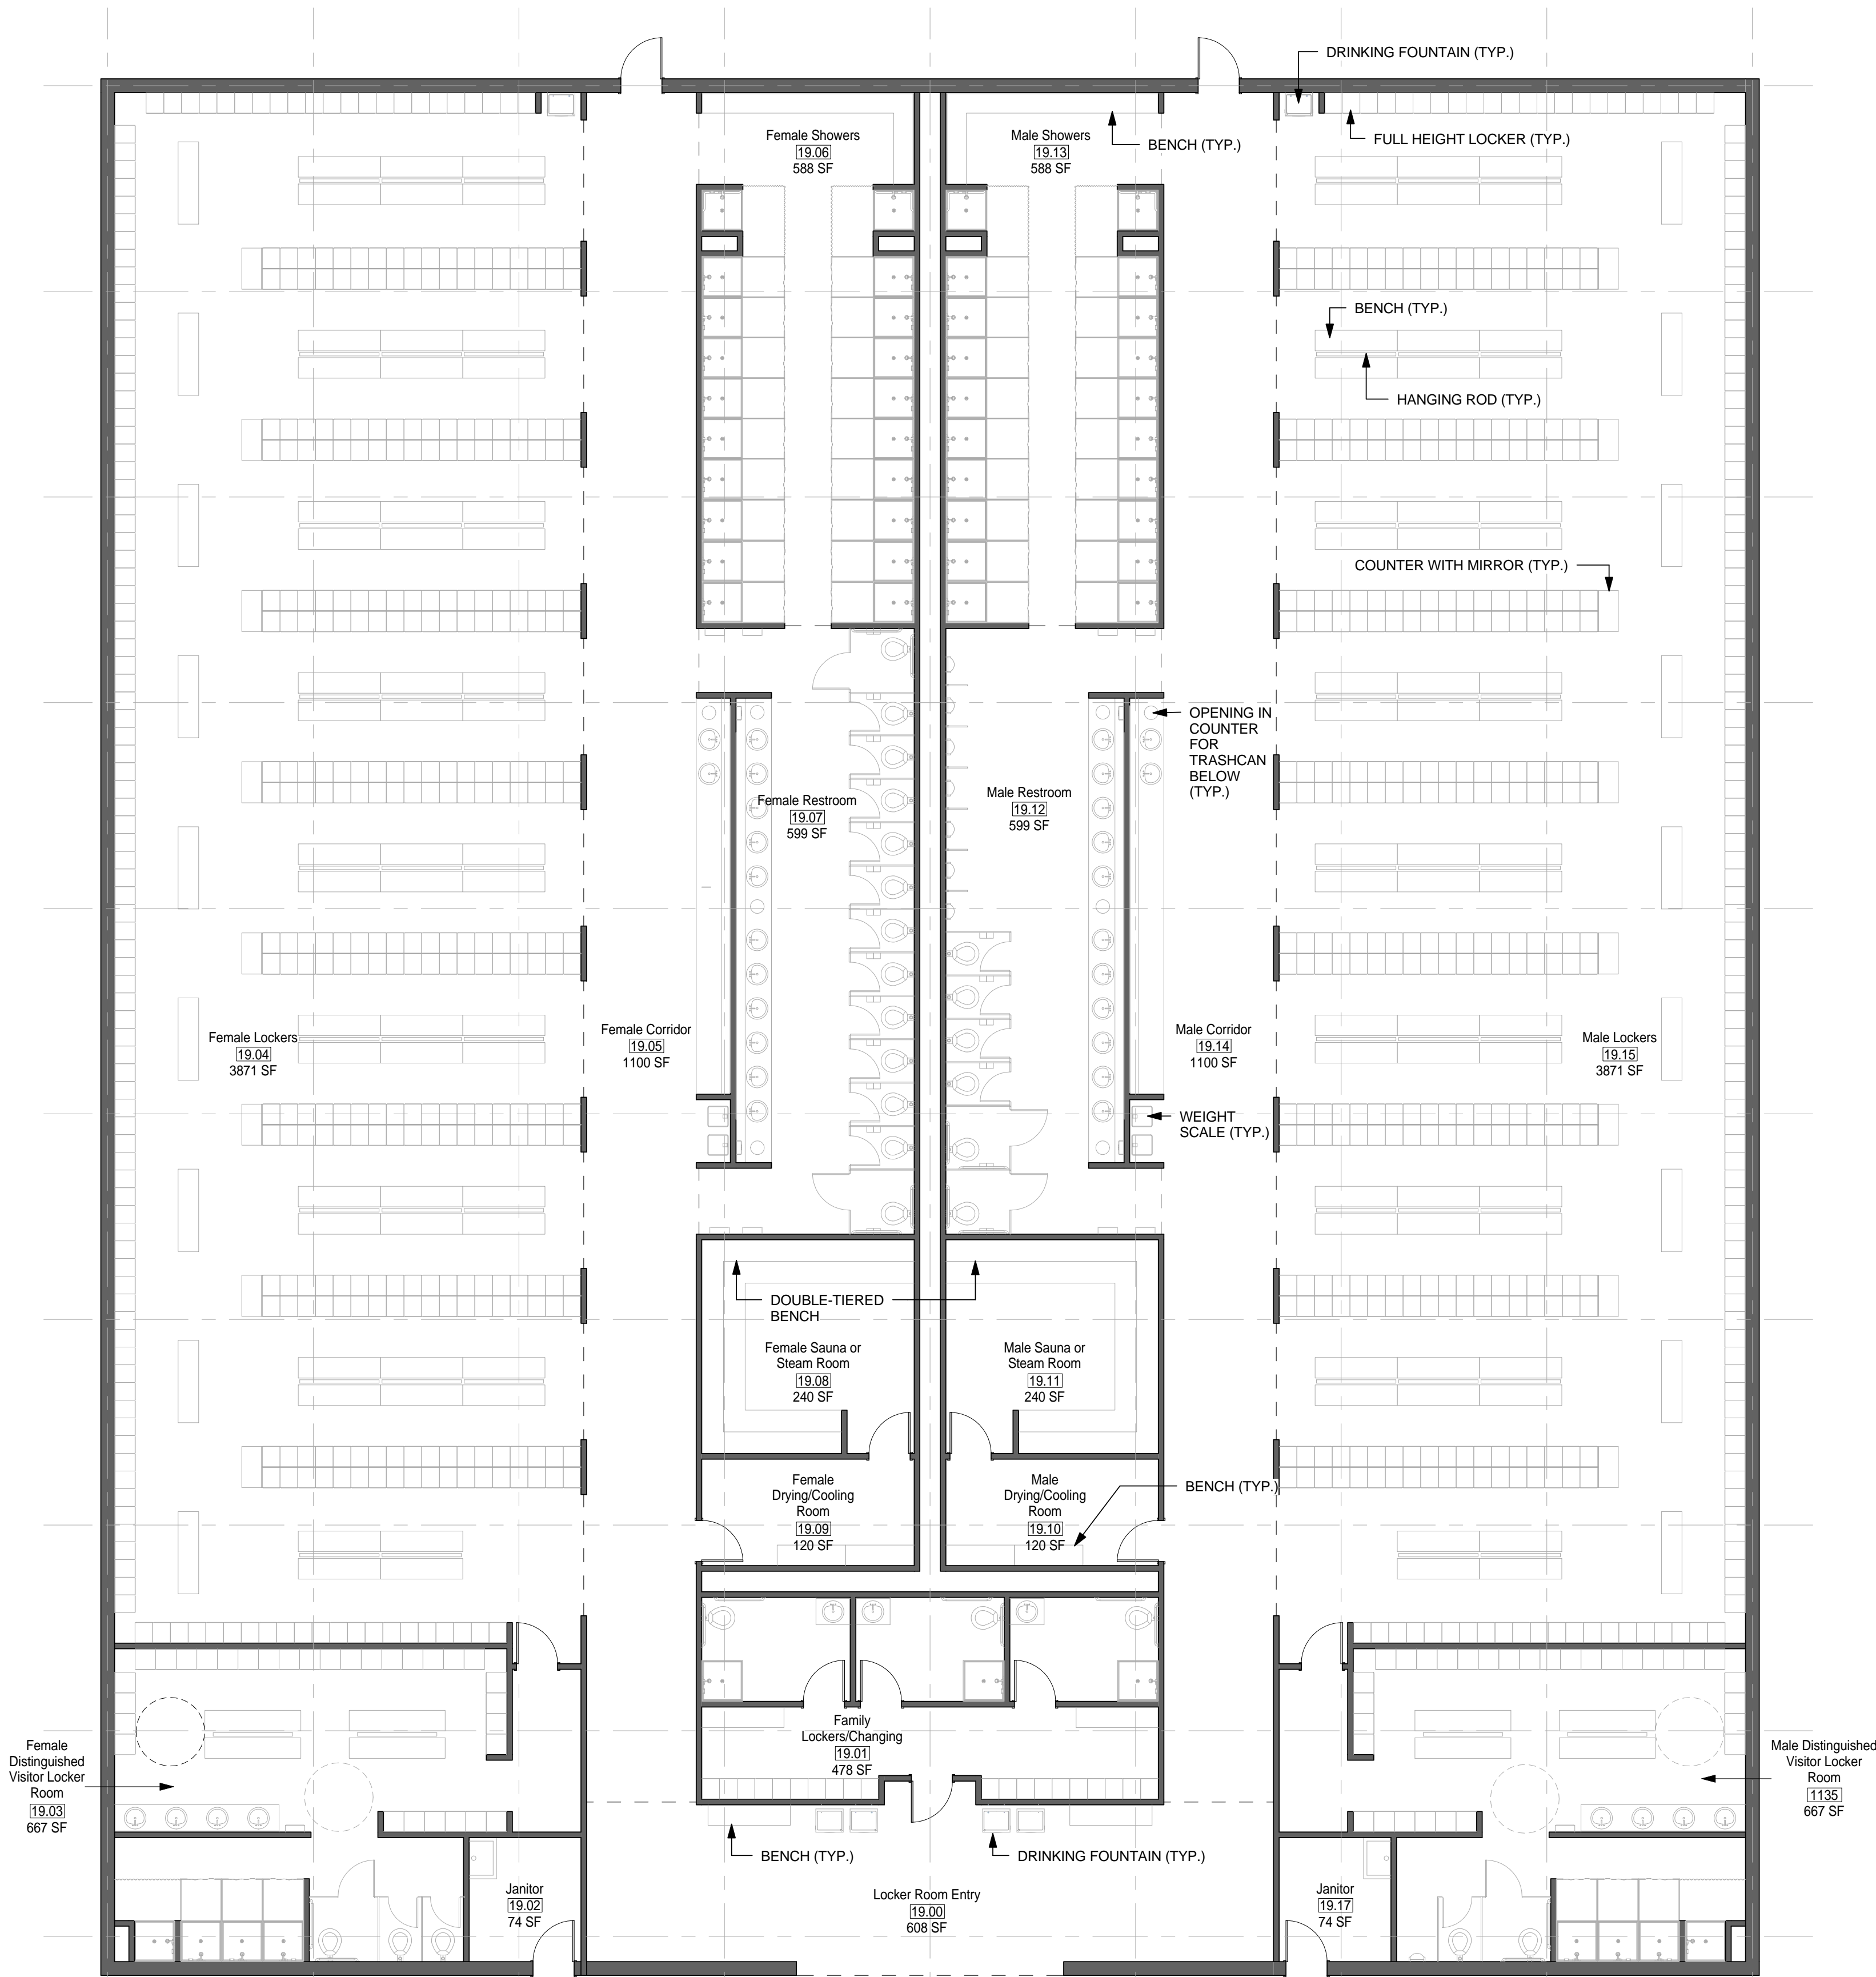 DRINKING FOUNTAIN (TYP.)
FULL HEIGHT LOCKER (TYP.)
BENCH (TYP.)
Female Showers
19.06
588 SF
Male Showers
19.13
588 SF
BENCH (TYP.)
HANGING ROD (TYP.)
COUNTER WITH MIRROR (TYP.)
OPENING IN
COUNTER
FOR
TRASHCAN
BELOW
(TYP.)
Female Restroom
19.07
599 SF
Male Restroom
19.12
599 SF
Female Lockers
19.04
3871 SF
Female Corridor
19.05
1100 SF
Male Corridor
19.14
1100 SF
Male Lockers
19.15
3871 SF
WEIGHT
SCALE (TYP.)
DOUBLE-TIERED
BENCH
Female Sauna or
Steam Room
19.08
240 SF
Male Sauna or
Steam Room
19.11
240 SF
Female
Drying/Cooling
Room
19.09
120 SF
Male
Drying/Cooling
Room
19.10
120 SF
BENCH (TYP.)
Family
Lockers/Changing
19.01
478 SF
Female
Distinguished
Visitor Locker
Room
19.03
667 SF
Male Distinguished
Visitor Locker
Room
1135
667 SF
BENCH (TYP.)
DRINKING FOUNTAIN (TYP.)
Janitor
19.02
74 SF
Locker Room Entry
19.00
608 SF
Janitor
19.17
74 SF